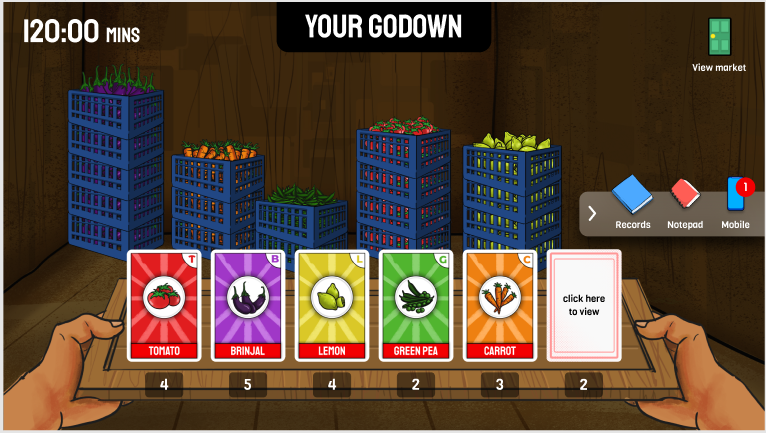 120:00 MINS
YOUR GODOWN
View market
1
Records
Notepad
Mobile
T
B
L
G
C
TOMATO
BRINJAL
LEMON
GREEN PEA
CARROT
click here
to view
4
5
4
2
3
2